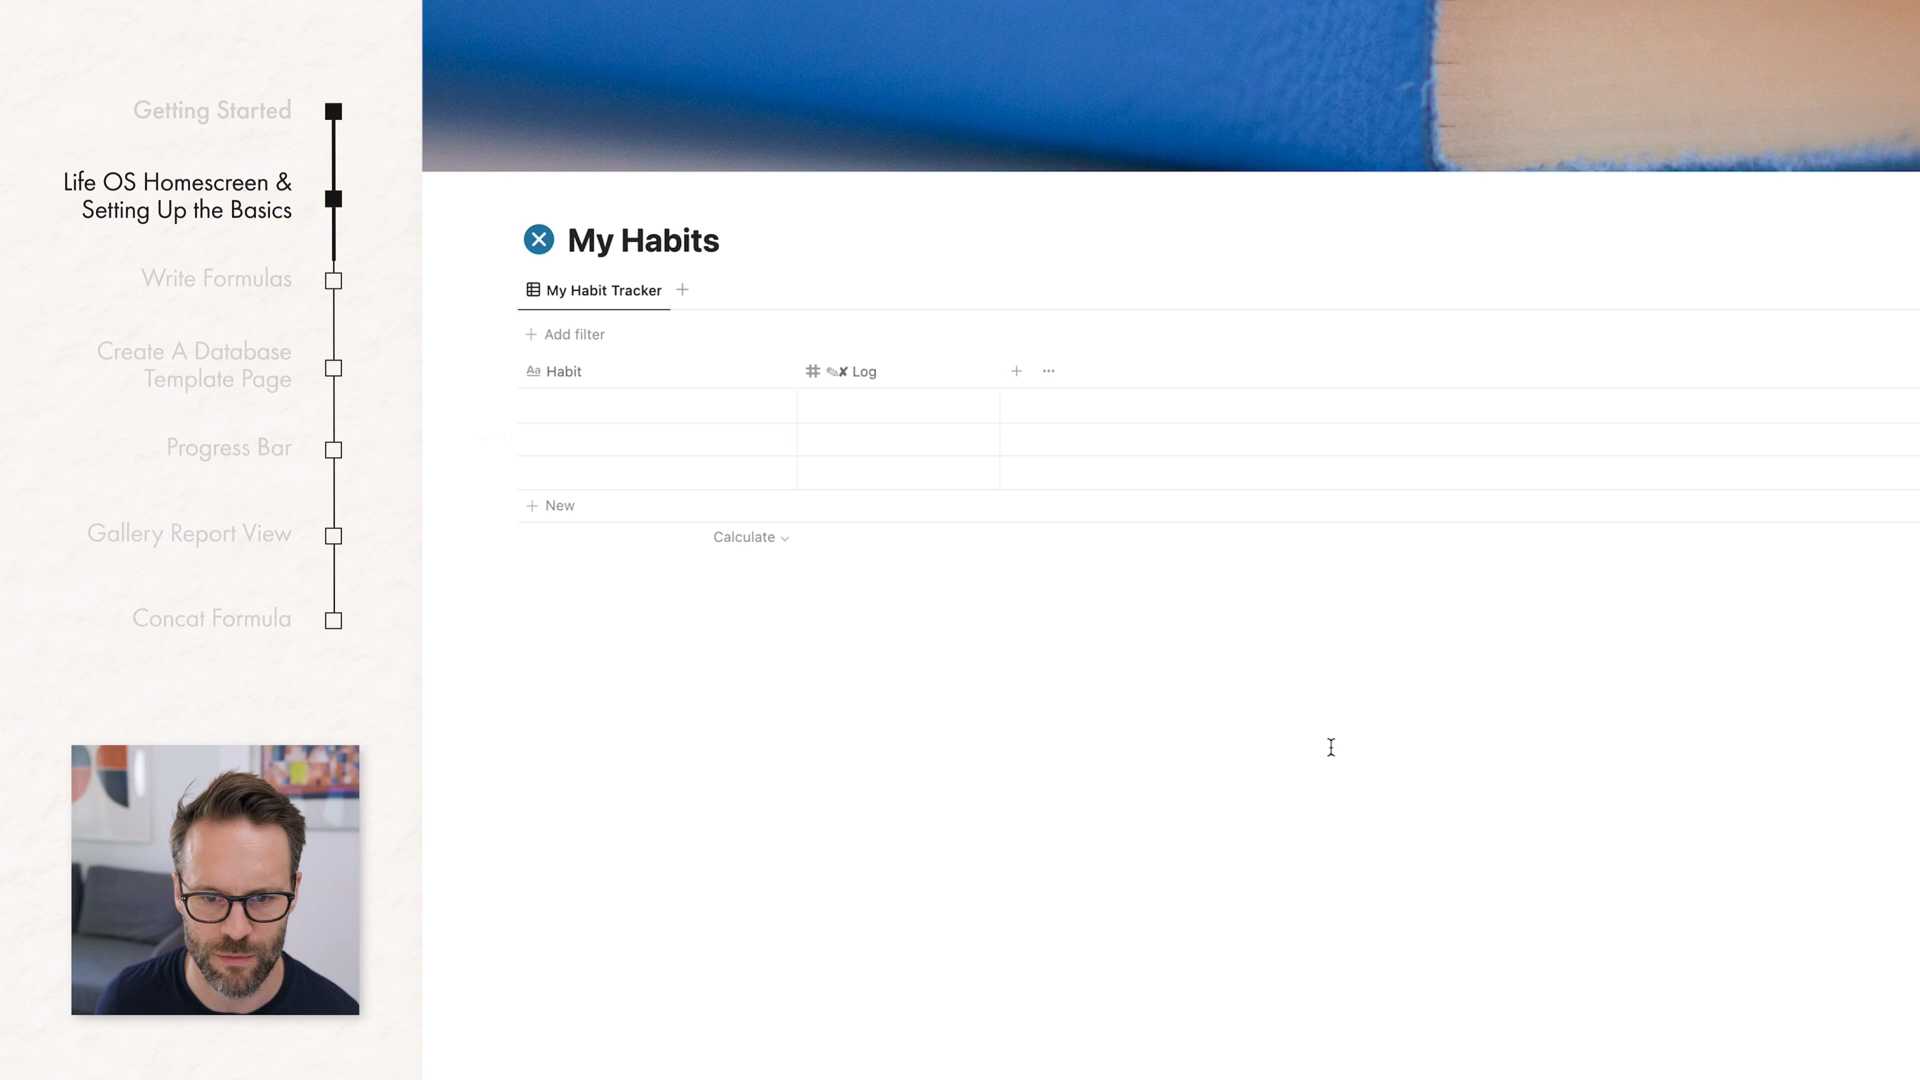 Getting Started
Life OS Homescreen &
Setting Up the Basics
Write Formulas
Create A Database
Template Page
Progress Bar
Gallery Report View
Concat Formula
My Habits
My Habit Tracker
Add filter
Aa Habit
Log
New
Calculate